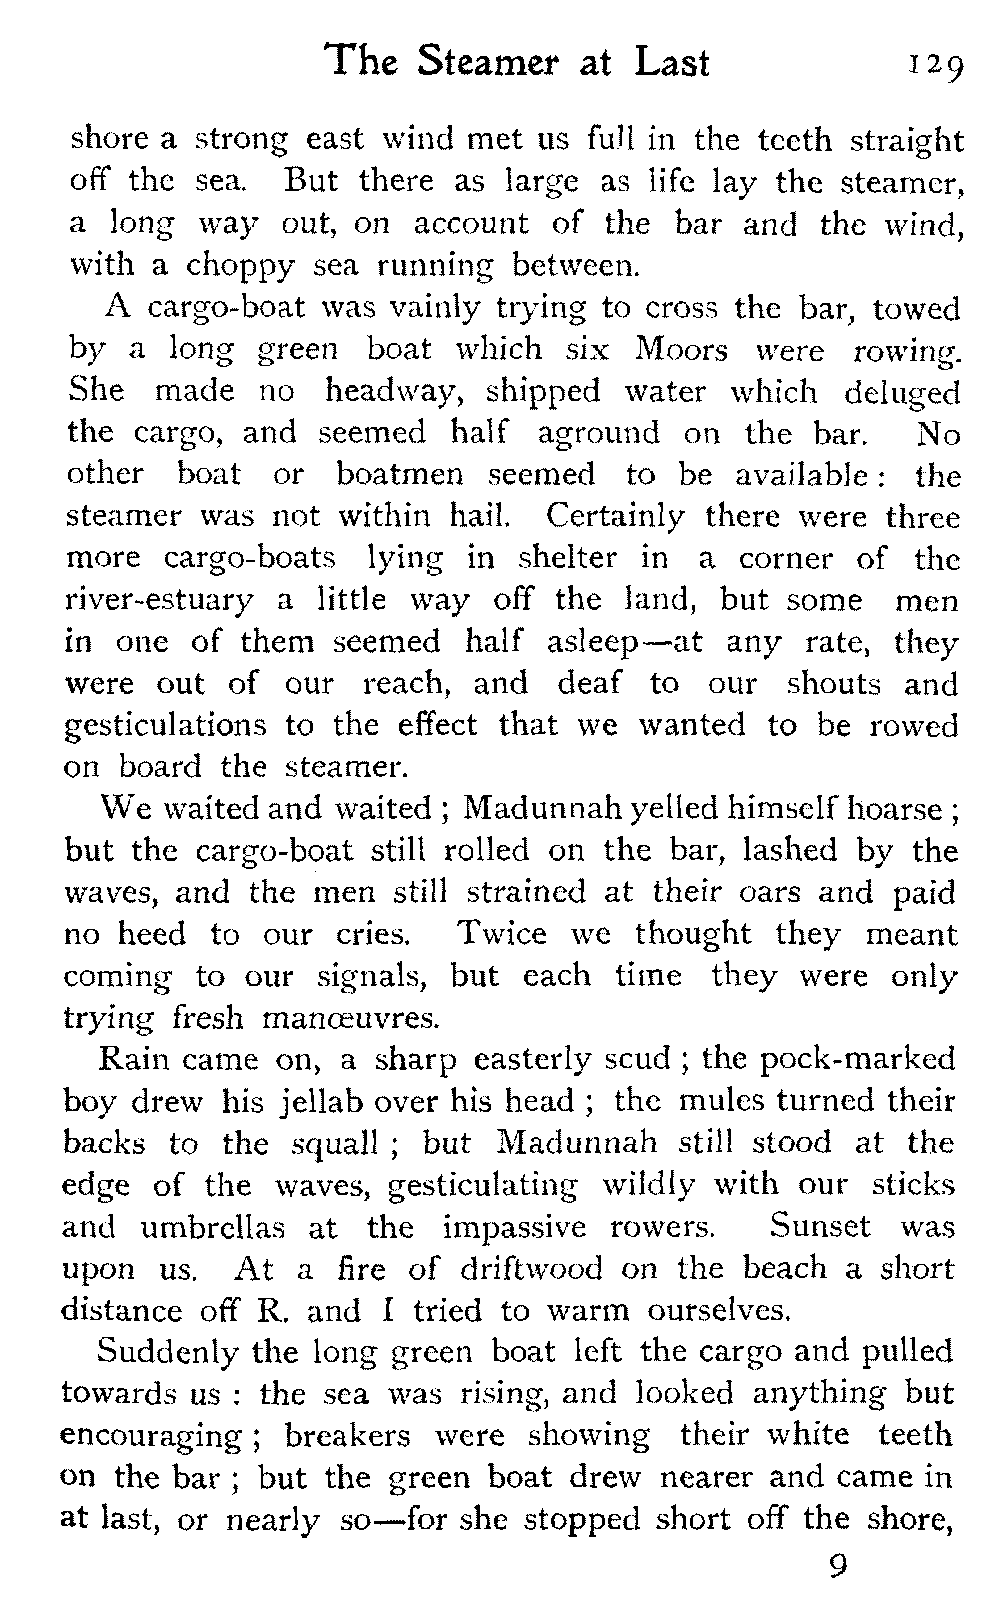 The Steamer at Last 129
shore a strong east wind met us full in the teeth straight
off the sea. But there as large as life lay the steamer,
a long way out, on account of the bar and the wind,
with a choppy sea running between.
A cargo-boat was vainly trying to cross the bar, towed
by a long green boat which six Moors were rowing.
She made no headway, shipped water which deluged
the cargo, and seemed half aground on the bar. No
other boat or boatmen seemed to be available : the
steamer was not within hail. Certainly there were three
more cargo-boats lying in shelter in a corner of the
river-estuary a little way off the land, but some men
in one of them seemed half asleep—at any rate, they
were out of our reach, and deaf to our shouts and
gesticulations to the effect that we wanted to be rowed
on board the steamer.
We waited and waited ; Madunnah yelled himself hoarse ;
but the cargo-boat still rolled on the bar, lashed by the
waves, and the men still strained at their oars and paid
no heed to our cries. Twice we thought they meant
coming to our signals, but each time they were only
trying fresh manœuvres.
Rain came on, a sharp easterly scud ; the pock-marked
boy drew his jellab over his head ; the mules turned their
backs to the squall ; but Madunnah still stood at the
edge of the waves, gesticulating wildly with our sticks
and umbrellas at the impassive rowers. Sunset was
upon us. At a fire of driftwood on the beach a short
distance off R. and I tried to warm ourselves.
Suddenly the long green boat left the cargo and pulled
towards us : the sea was rising, and looked anything but
encouraging ; breakers were showing their white teeth
on the bar ; but the green boat drew nearer and came in
at last, or nearly so—for she stopped short off the shore,
9